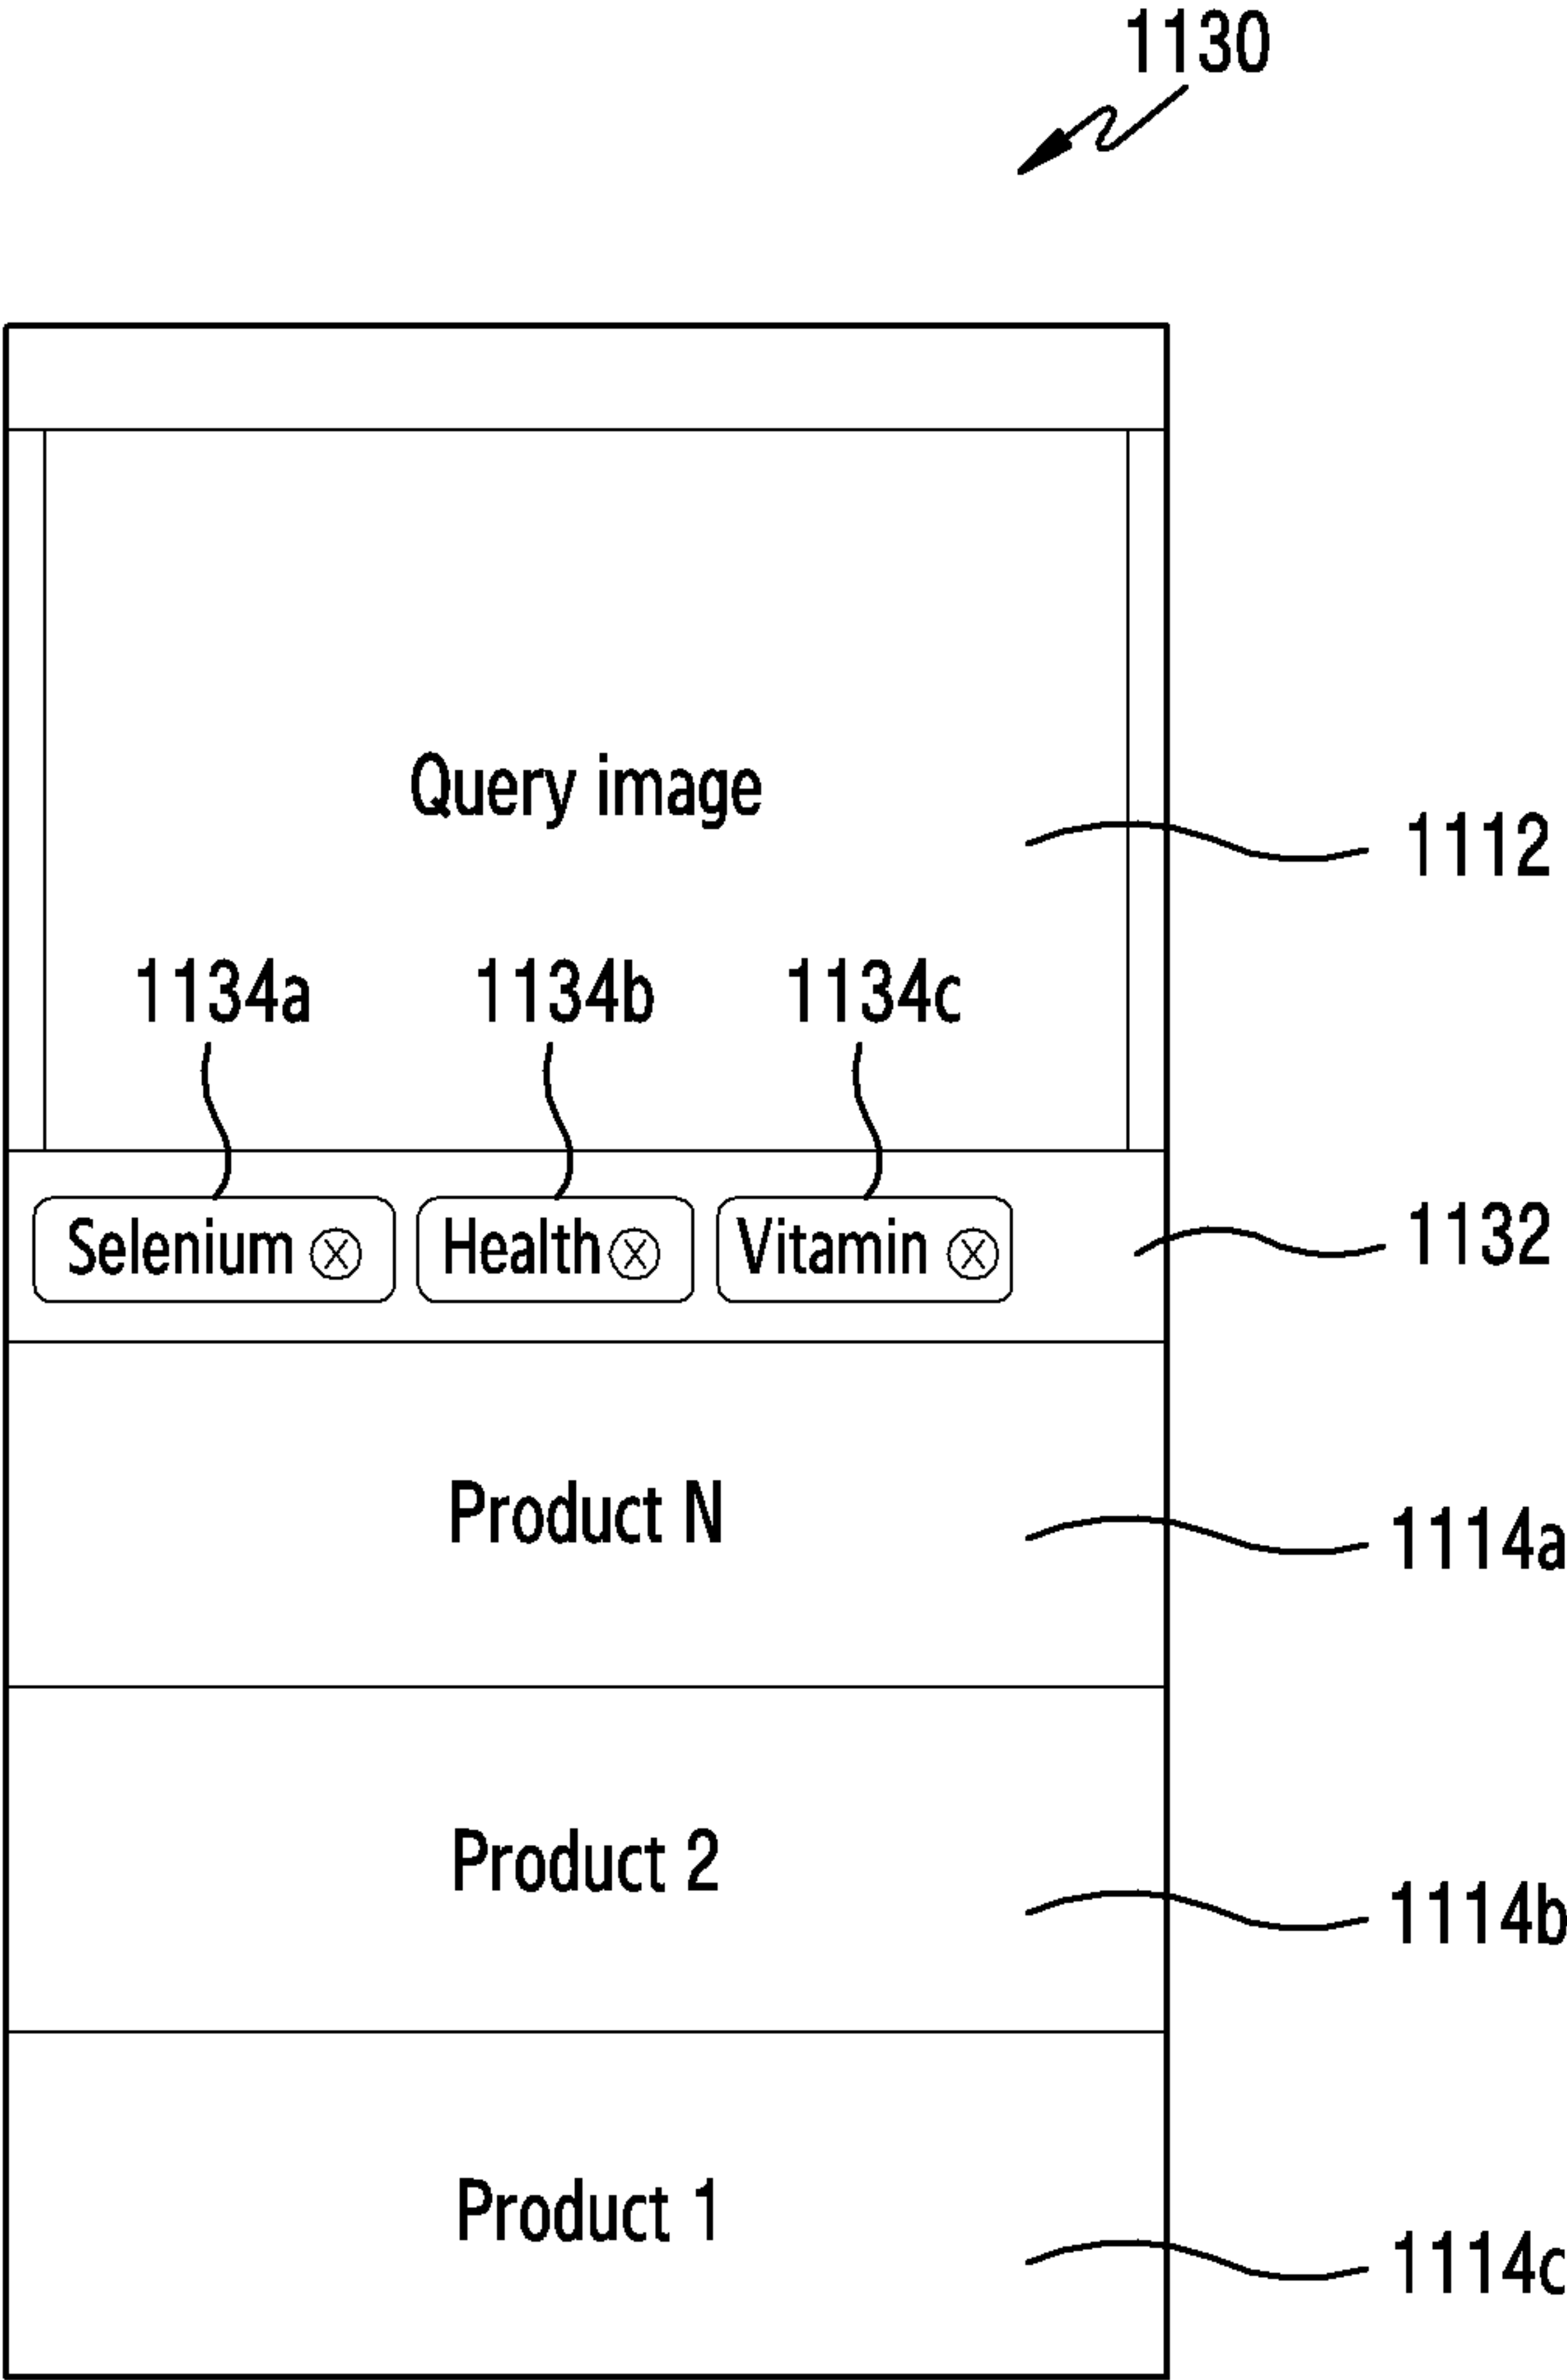 1130
Query image
1112
1134a 1134b 1134c
Selenium Health Vitamin
1132
Product N
1114a
Product 2
1114b
Product 1
1114c